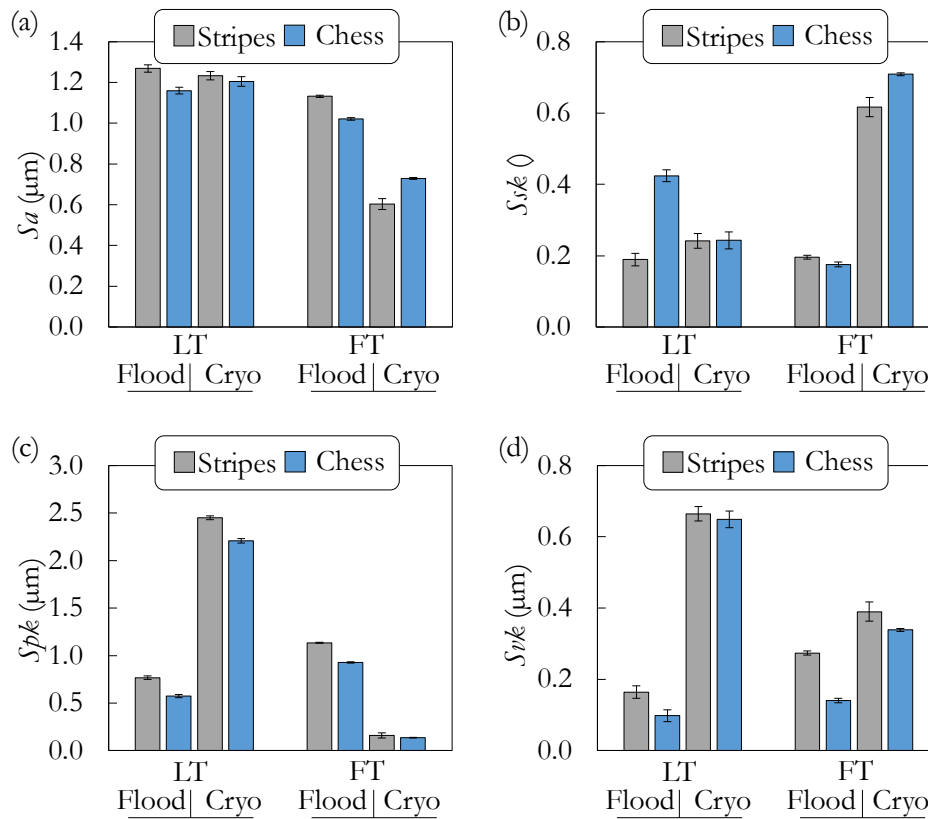 (a)
Stripes Chess
Sa (µm)
1.4
1.2
1.0
0.8
0.6
0.4
0.2
0.0
LT FT
Flood Cryo Flood Cryo
(b)
Stripes Chess
Ssk ()
0.8
0.6
0.4
0.2
0.0
LT FT
Flood Cryo Flood Cryo
(c)
Stripes Chess
Spk (µm)
3.0
2.5
2.0
1.5
1.0
0.5
0.0
LT FT
Flood Cryo Flood Cryo
(d)
Stripes Chess
Svk (µm)
0.8
0.6
0.4
0.2
0.0
LT FT
Flood Cryo Flood Cryo